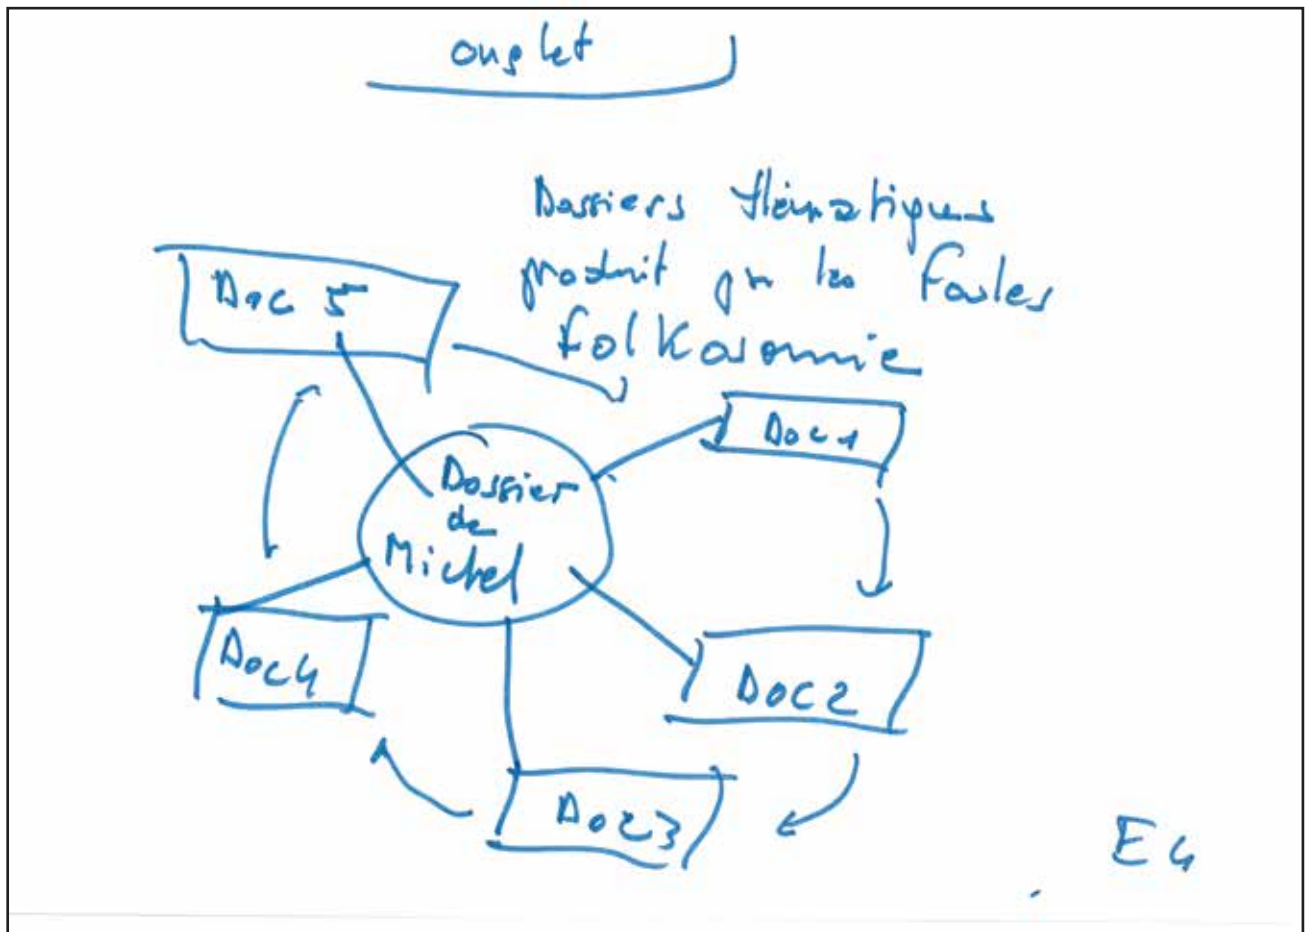 onglet
Dossiers thématiques
produit par les Foules
Folkosomie
Doc 5
Doc 1
Dossier
de
Michel
Doc 4
Doc 2
Doc 3
E4